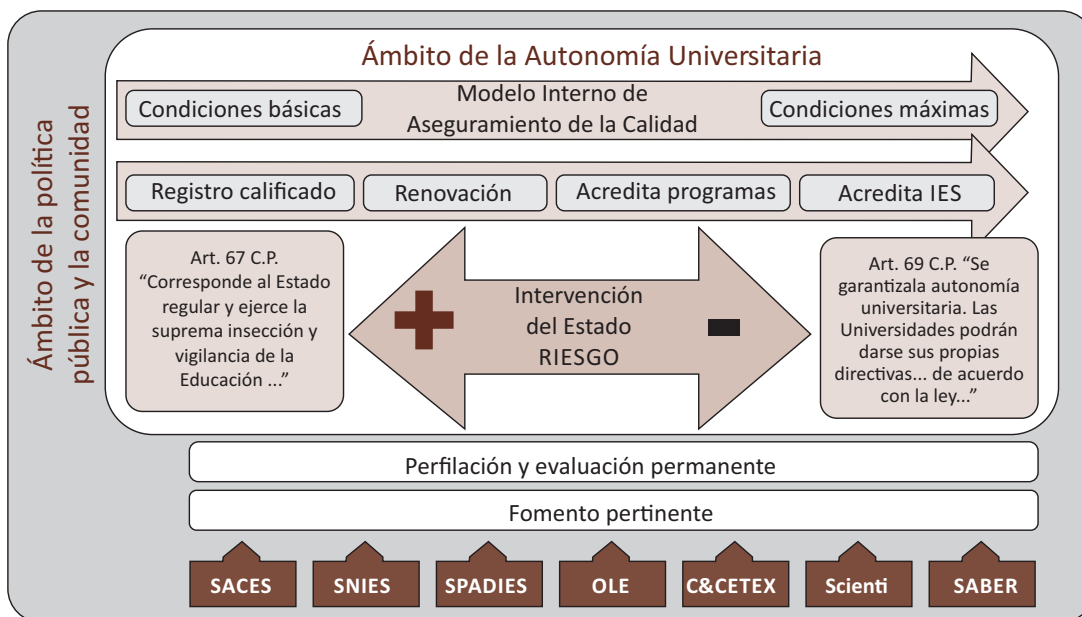 Ámbito de la política
pública y la comunidad
Ámbito de la Autonomía Universitaria
Condiciones básicas
Modelo Interno de
Aseguramiento de la Calidad
Condiciones máximas
Registro calificado
Renovación
Acredita programas
Acredita IES
Art. 67 C.P.
“Corresponde al Estado
regular y ejerce la
suprema insección y
vigilancia de la
Educación ...”
Intervención
del Estado
RIESGO
Art. 69 C.P. “Se
garantizala autonomía
universitaria. Las
Universidades podrán
darse sus propias
directivas... de acuerdo
con la ley...”
Perfilación y evaluación permanente
Fomento pertinente
SACES
SNIES
SPADIES
OLE
C&CETEX
Scienti
SABER